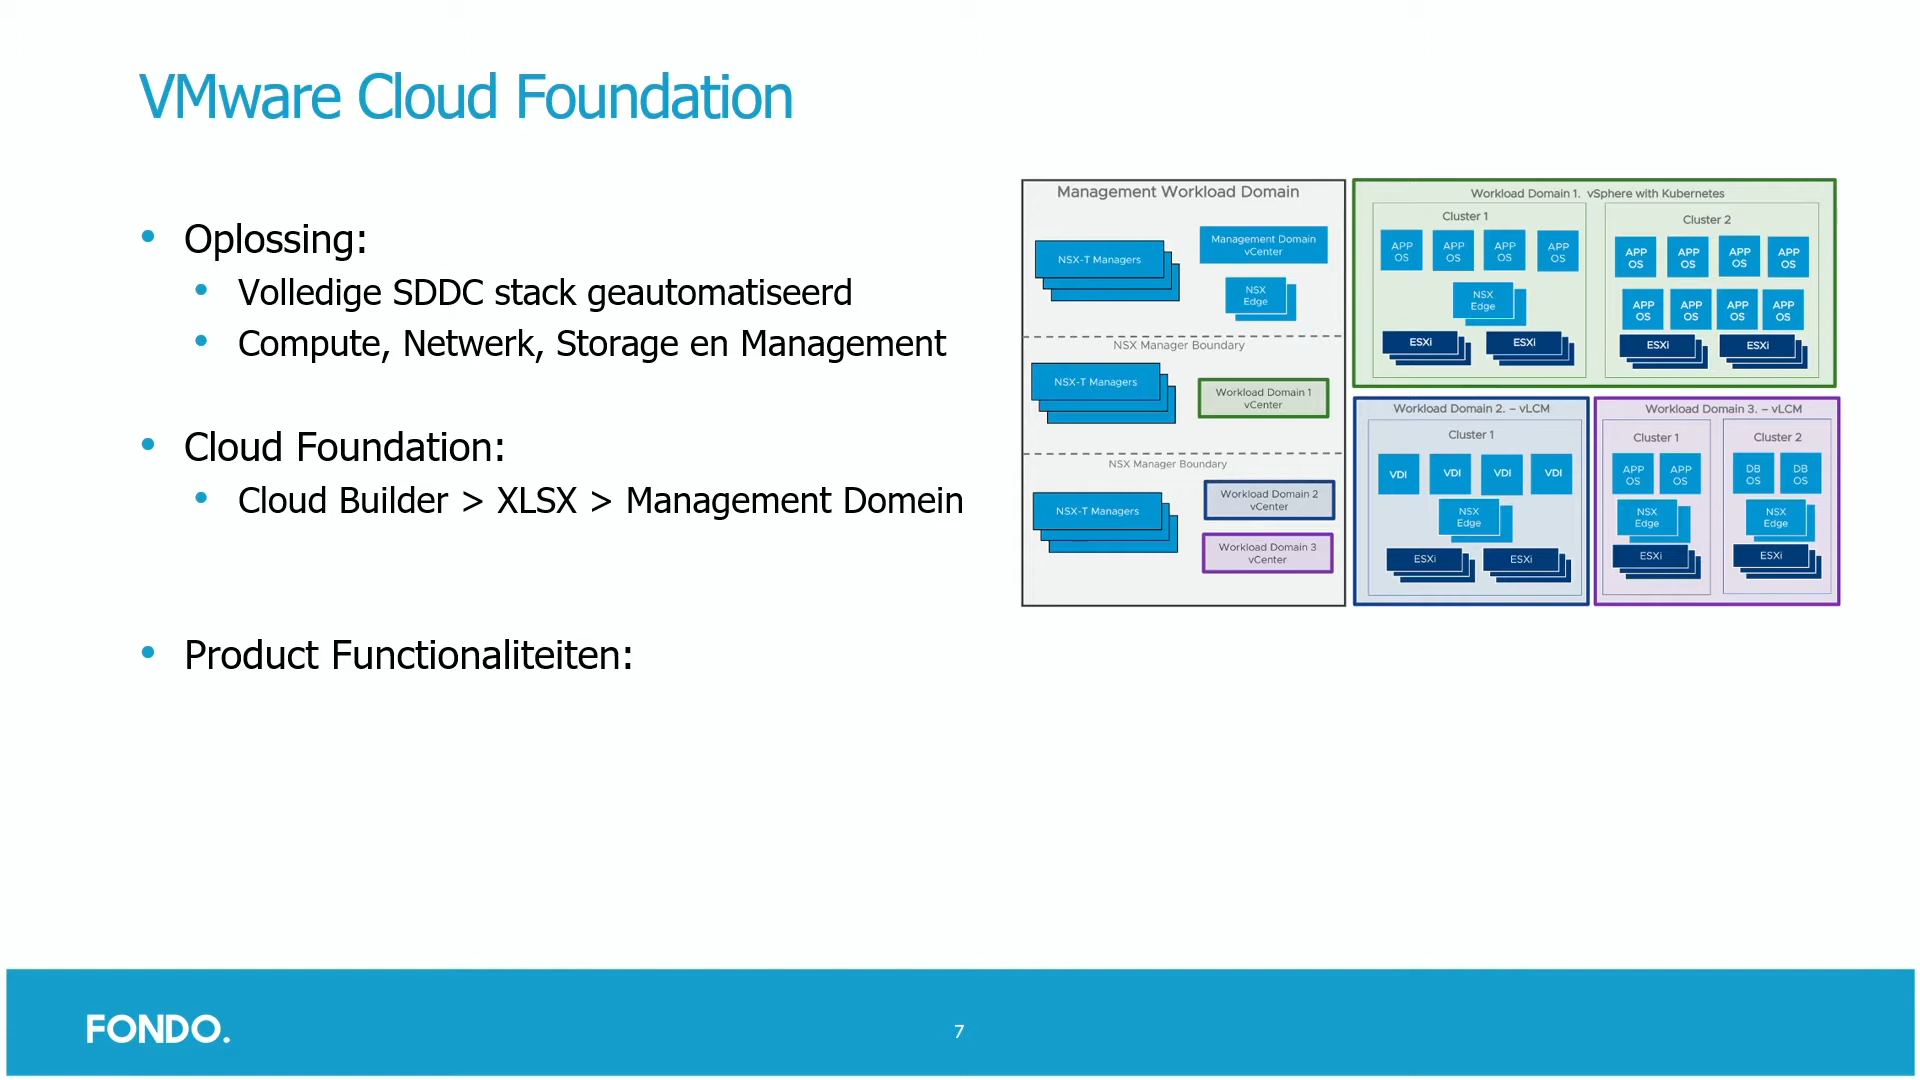 VMware Cloud Foundation
Oplossing:
Volledige SDDC stack geautomatiseerd
Compute, Netwerk, Storage en Management
Cloud Foundation:
Cloud Builder > XLSX > Management Domein
Product Functionaliteiten:
Management Workload Domain
NSX-T Managers
Management Domain
vCenter
NSX
Edge
NSX Manager Boundary
NSX-T Managers
Workload Domain 1
vCenter
NSX Manager Boundary
NSX-T Managers
Workload Domain 2
vCenter
Workload Domain 3
vCenter
Workload Domain 1. vSphere with Kubernetes
Cluster 1
APP
OS
APP
OS
APP
OS
APP
OS
NSX
Edge
ESXi
ESXi
Cluster 2
APP
OS
APP
OS
APP
OS
APP
OS
APP
OS
APP
OS
APP
OS
APP
OS
ESXi
ESXi
Workload Domain 2. – vLCM
Cluster 1
VDI
VDI
VDI
VDI
NSX
Edge
ESXi
ESXi
Workload Domain 3. – vLCM
Cluster 1
APP
OS
APP
OS
NSX
Edge
ESXi
Cluster 2
DB
OS
DB
OS
NSX
Edge
ESXi
FONDO.
7